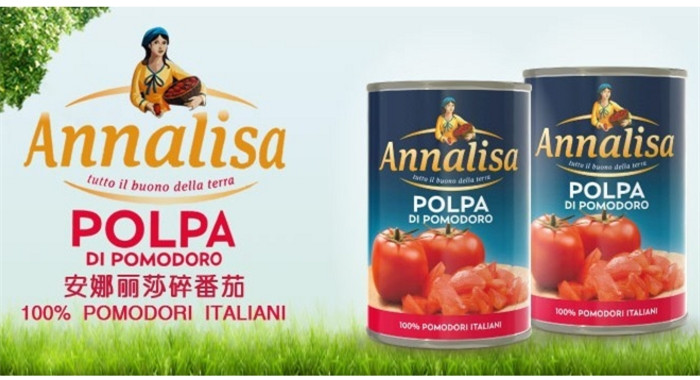 Annalisa
tutto il buono della terra
POLPA
DI POMODORO
安娜丽莎碎番茄
100% POMODORI ITALIANI
Annalisa
tutto il buono della terra
POLPA
DI POMODORO
100% POMODORI ITALIANI
Annalisa
tutto il buono della terra
POLPA
DI POMODORO
100% POMODORI ITALIANI